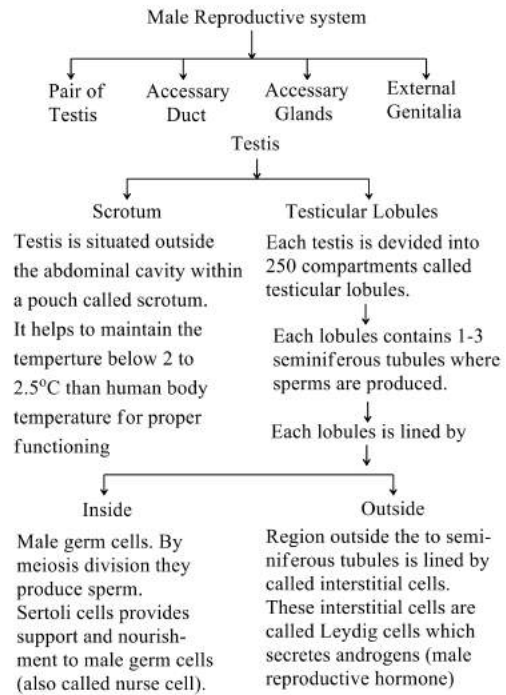 Male Reproductive system
Pair of Testis
Accessary Duct
Accessary Glands
External Genitalia
Testis
Scrotum
Testis is situated outside
the abdominal cavity within
a pouch called scrotum.
It helps to maintain the
temperture below 2 to
2.5°C than human body
temperature for proper
functioning
Testicular Lobules
Each testis is devided into
250 compartments called
testicular lobules.
Each lobules contains 1-3
seminiferous tubules where
sperms are produced.
Each lobules is lined by
Inside
Male germ cells. By
meiosis division they
produce sperm.
Sertoli cells provides
support and nourish-
ment to male germ cells
(also called nurse cell).
Outside
Region outside the to semi-
niferous tubules is lined by
called interstitial cells.
These interstitial cells are
called Leydig cells which
secretes androgens (male
reproductive hormone)